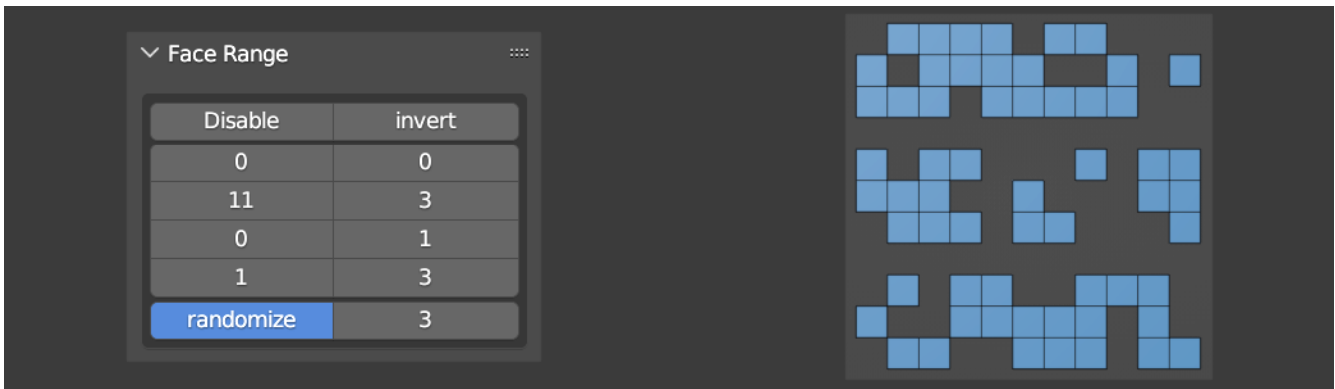 Face Range
Disable invert
0 0
11 3
0 1
1 3
randomize 3